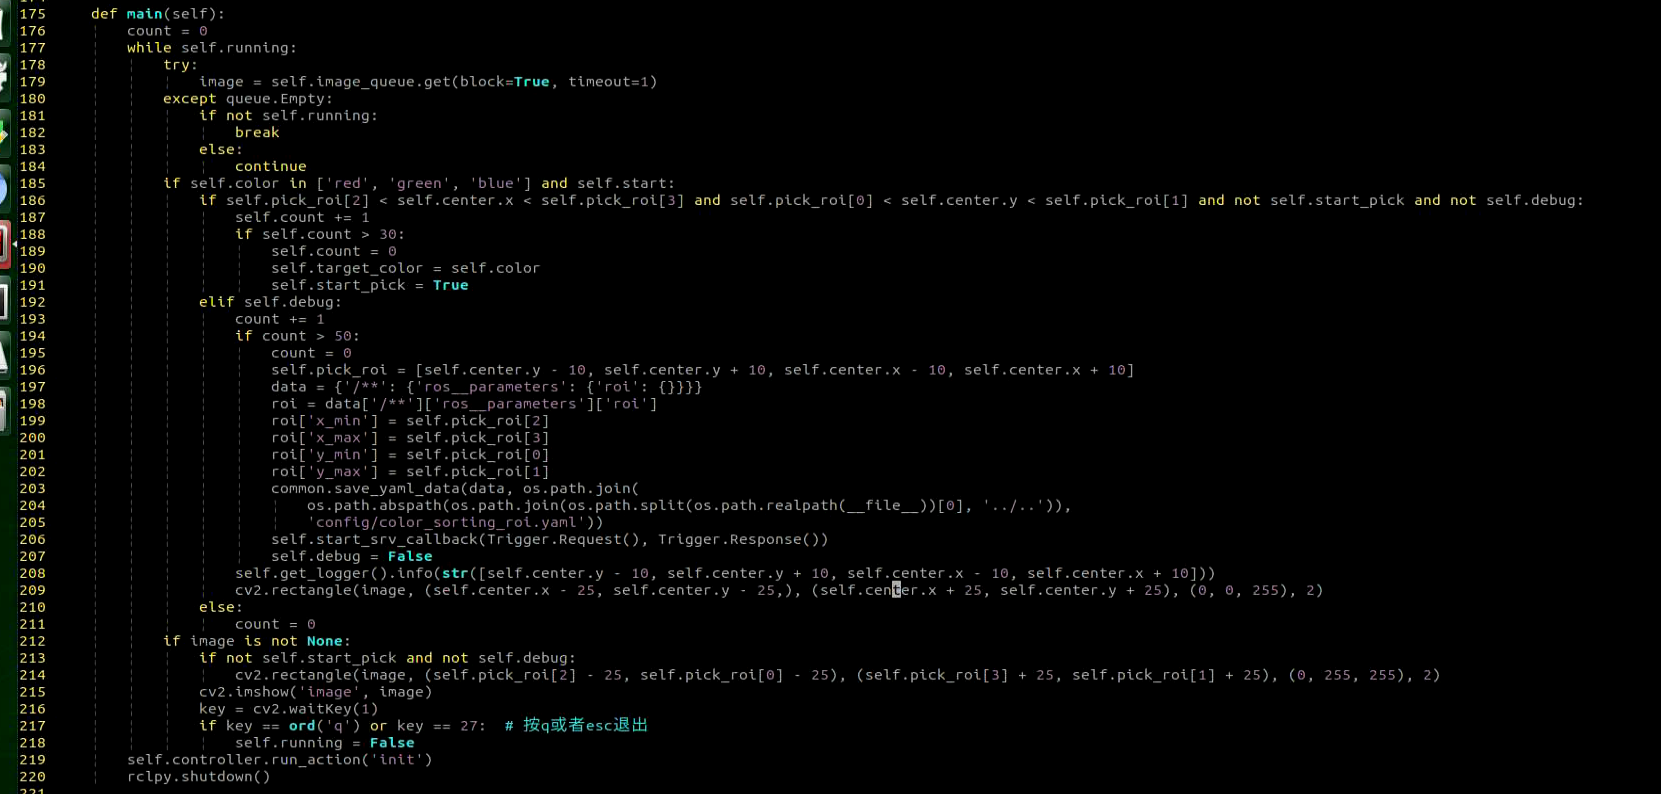 175     def main(self):
176         count = 0
177         while self.running:
178             try:
179                 image = self.image_queue.get(block=True, timeout=1)
180             except queue.Empty:
181                 if not self.running:
182                     break
183                 else:
184                     continue
185             if self.color in ['red', 'green', 'blue'] and self.start:
186                 if self.pick_roi[2] < self.center.x < self.pick_roi[3] and self.pick_roi[0] < self.center.y < self.pick_roi[1] and not self.start_pick and not self.debug:
187                     self.count += 1
188                     if self.count > 30:
189                         self.count = 0
190                         self.target_color = self.color
191                         self.start_pick = True
192                 elif self.debug:
193                     count += 1
194                     if count > 50:
195                         count = 0
196                         self.pick_roi = [self.center.y - 10, self.center.y + 10, self.center.x - 10, self.center.x + 10]
197                         data = {'/**': {'ros__parameters': {'roi': {}}}}
198                         roi = data['/**']['ros__parameters']['roi']
199                         roi['x_min'] = self.pick_roi[2]
200                         roi['x_max'] = self.pick_roi[3]
201                         roi['y_min'] = self.pick_roi[0]
202                         roi['y_max'] = self.pick_roi[1]
203                         common.save_yaml_data(data, os.path.join(
204                             os.path.abspath(os.path.join(os.path.split(os.path.realpath(__file__))[0], '../..')),
205                             'config/color_sorting_roi.yaml'))
206                         self.start_srv_callback(Trigger.Request(), Trigger.Response())
207                         self.debug = False
208                     self.get_logger().info(str([self.center.y - 10, self.center.y + 10, self.center.x - 10, self.center.x + 10]))
209                     cv2.rectangle(image, (self.center.x - 25, self.center.y - 25,), (self.center.x + 25, self.center.y + 25), (0, 0, 255), 2)
210                 else:
211                     count = 0
212             if image is not None:
213                 if not self.start_pick and not self.debug:
214                     cv2.rectangle(image, (self.pick_roi[2] - 25, self.pick_roi[0] - 25), (self.pick_roi[3] + 25, self.pick_roi[1] + 25), (0, 255, 255), 2)
215                 cv2.imshow('image', image)
216                 key = cv2.waitKey(1)
217                 if key == ord('q') or key == 27:  # 按q或者esc退出
218                     self.running = False
219         self.controller.run_action('init')
220         rclpy.shutdown()
221